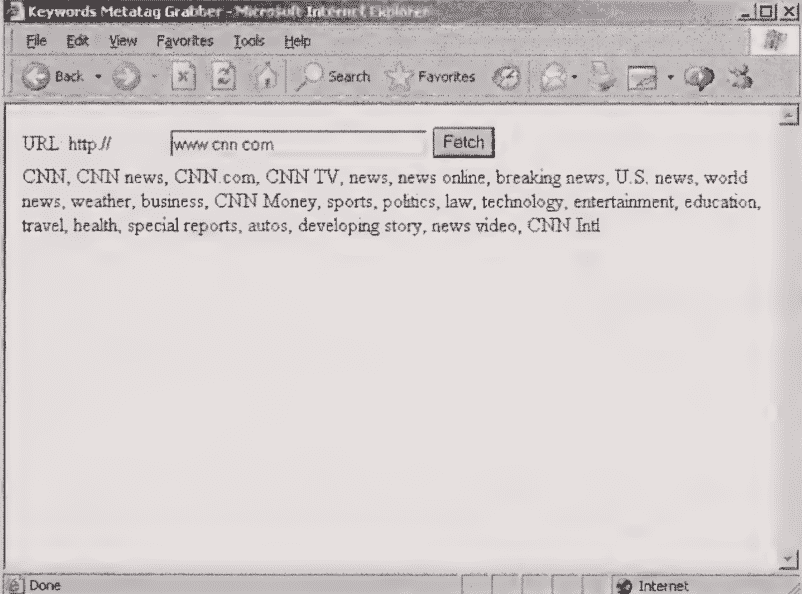 Keywords Metatag Grabber - Microsoft Internet Explorer
File Edit View Favorites Tools Help
Back Search Favorites
URL http:// www.cnn.com Fetch
CNN, CNN news, CNN.com, CNN TV, news, news online, breaking news, U.S. news, world
news, weather, business, CNN Money, sports, politics, law, technology, entertainment, education,
travel, health, special reports, autos, developing story, news video, CNN Intl
Done Internet